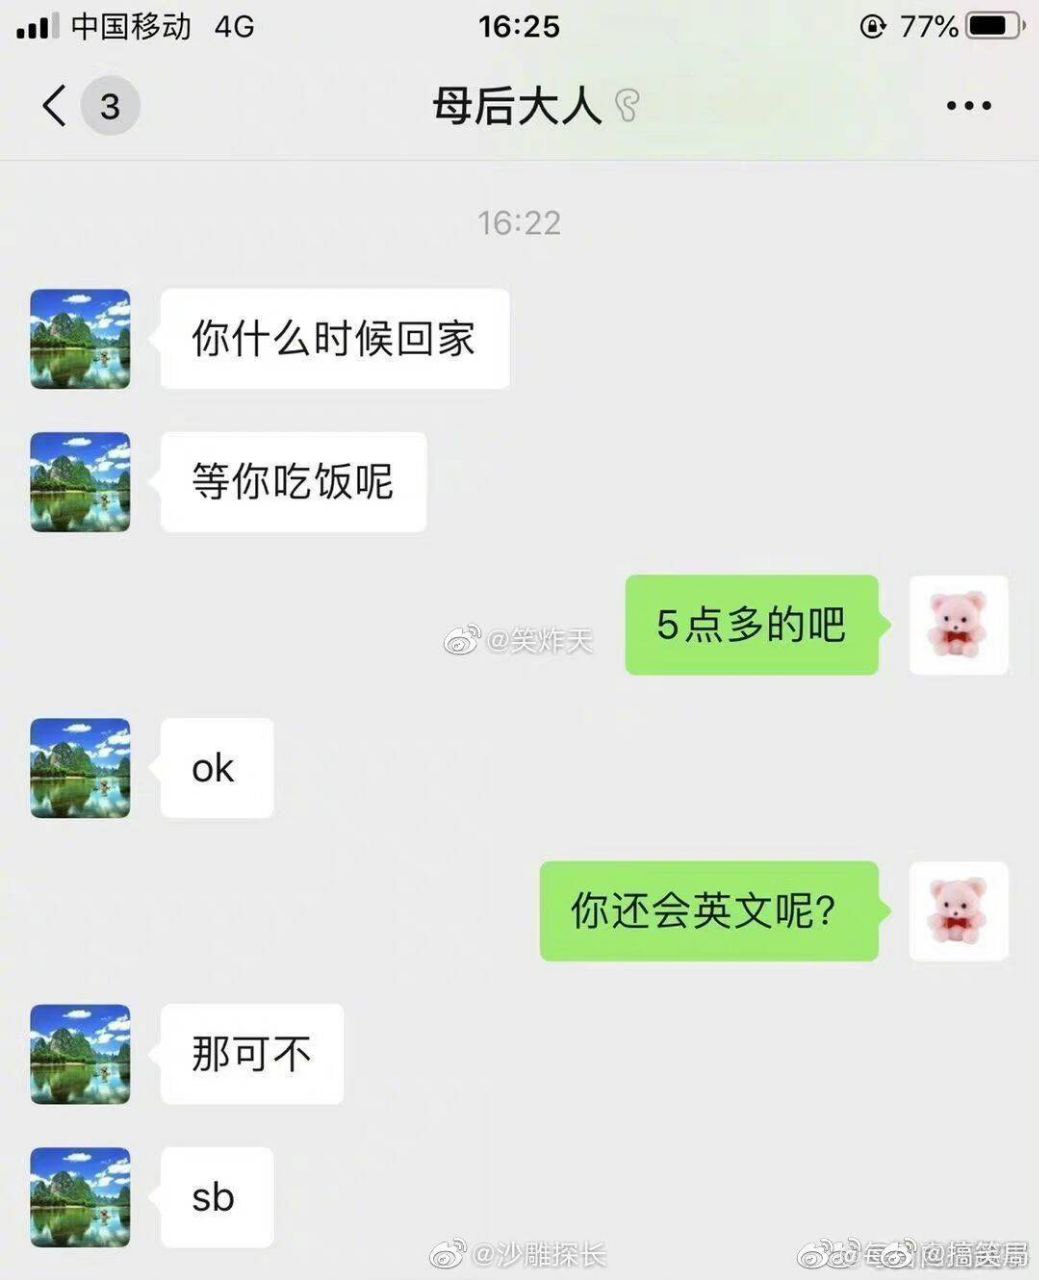 中国移动 4G 16:25 77%
3 母后大人
16:22
你什么时候回家
等你吃饭呢
5点多的吧
@笑炸天
ok
你还会英文呢?
那可不
sb
@沙雕探长
@搞笑局